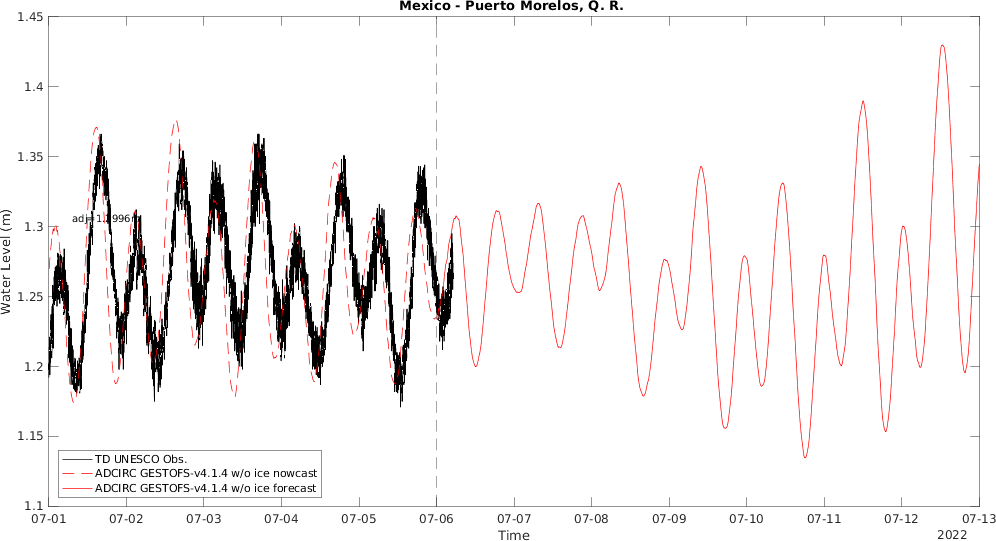 Mexico - Puerto Morelos, Q. R.
1.45
1.4
1.35
1.3
1.25
1.2
1.15
1.1
Water Level (m)
adj=1.1996m
TD UNESCO Obs.
ADCIRC GESTOFS-v4.1.4 w/o ice nowcast
ADCIRC GESTOFS-v4.1.4 w/o ice forecast
07-01 07-02 07-03 07-04 07-05 07-06 07-07 07-08 07-09 07-10 07-11 07-12 07-13
Time
2022